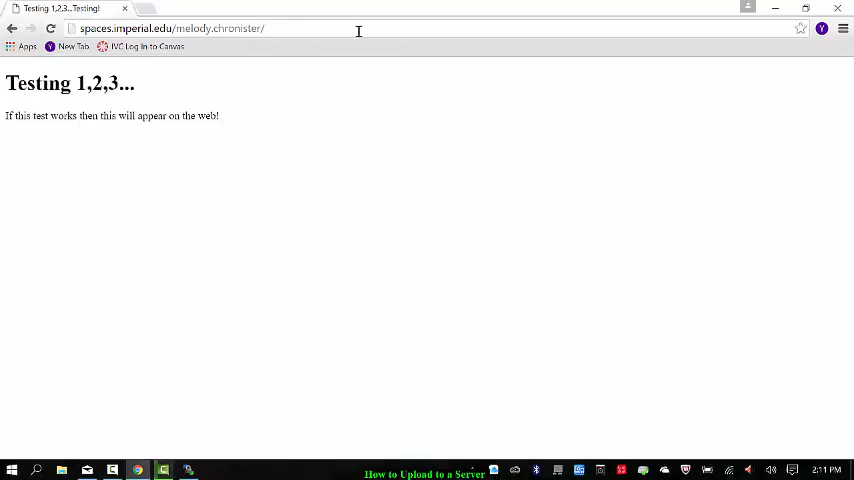 Testing 1,2,3...Testing!
spaces.imperial.edu/melody.chronister/
Y
Apps
Y New Tab
IVC Log In to Canvas
Testing 1,2,3...
If this test works then this will appear on the web!
How to Upload to a Server
2:11 PM